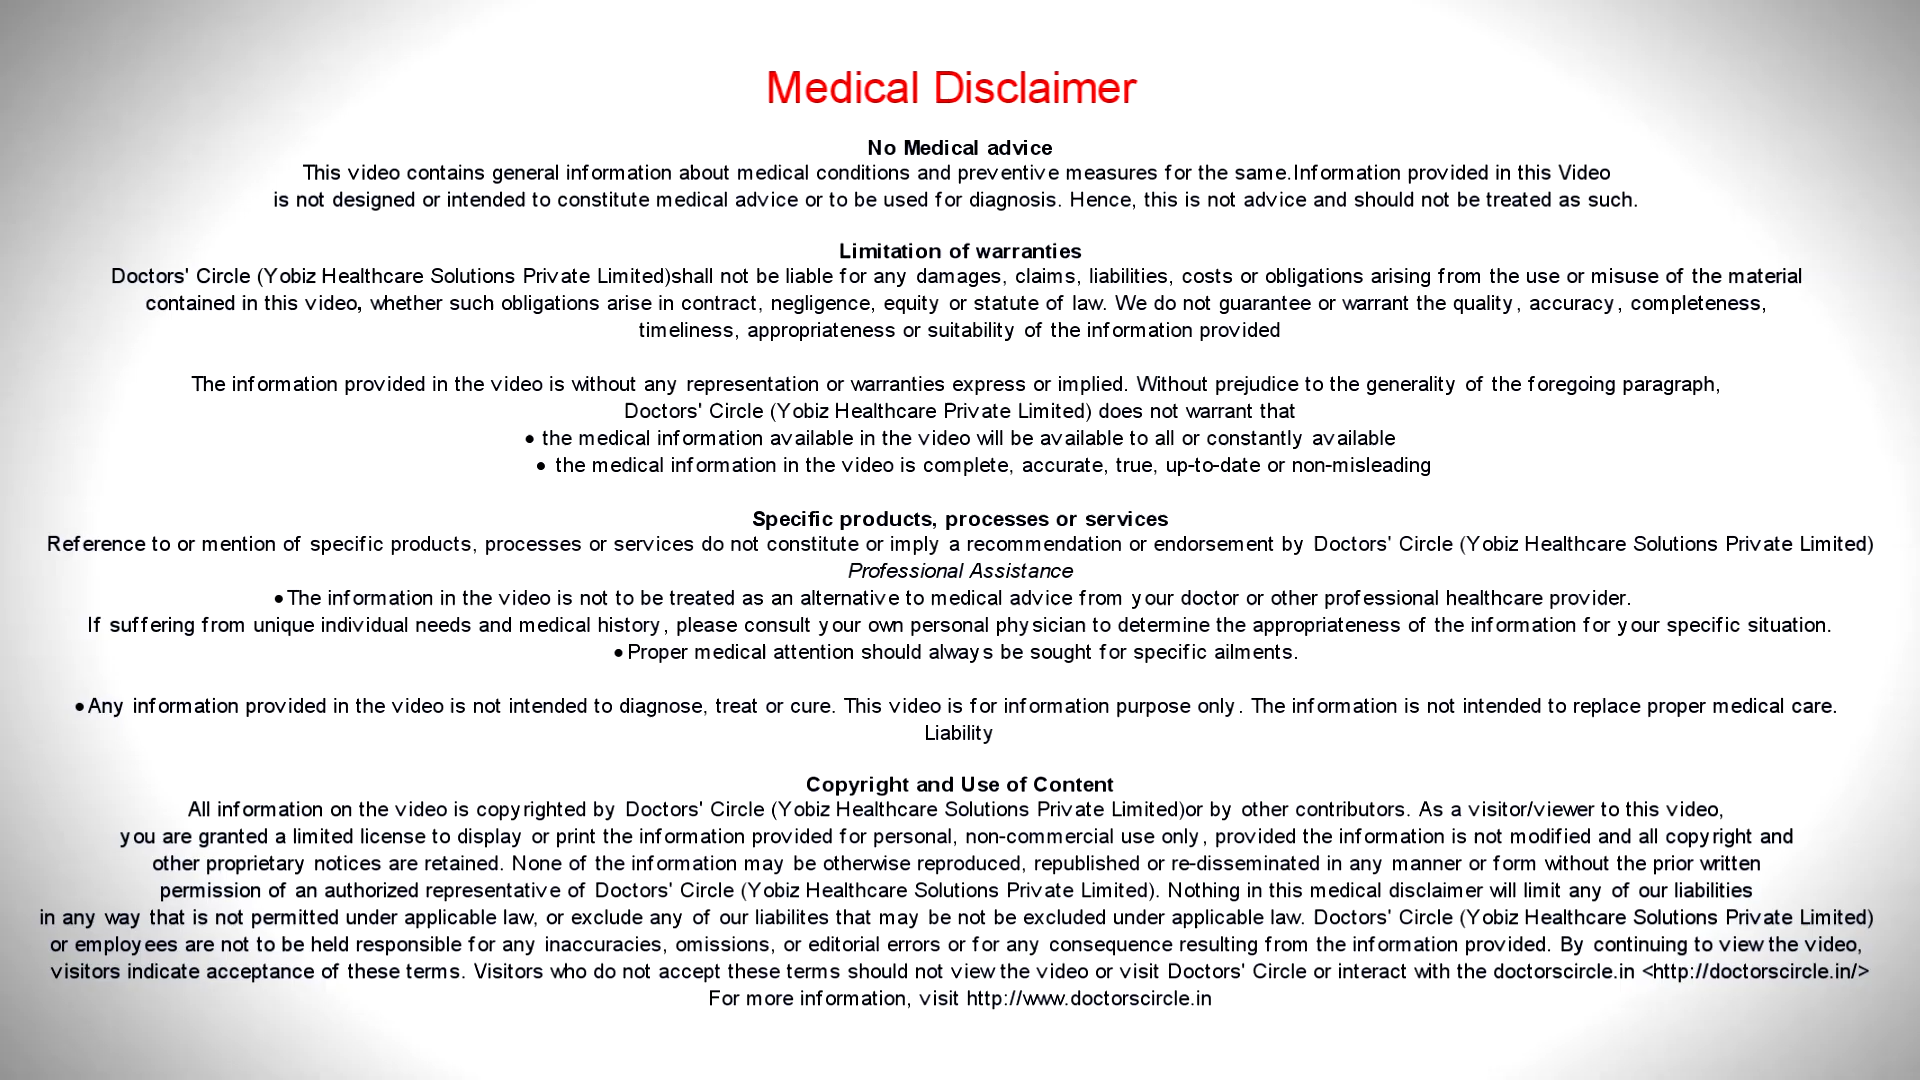 Medical Disclaimer
No Medical advice
This video contains general information about medical conditions and preventive measures for the same.Information provided in this Video
is not designed or intended to constitute medical advice or to be used for diagnosis. Hence, this is not advice and should not be treated as such.
Limitation of warranties
Doctors' Circle (Yobiz Healthcare Solutions Private Limited)shall not be liable for any damages, claims, liabilities, costs or obligations arising from the use or misuse of the material
contained in this video, whether such obligations arise in contract, negligence, equity or statute of law. We do not guarantee or warrant the quality, accuracy, completeness,
timeliness, appropriateness or suitability of the information provided
The information provided in the video is without any representation or warranties express or implied. Without prejudice to the generality of the foregoing paragraph,
Doctors' Circle (Yobiz Healthcare Private Limited) does not warrant that
• the medical information available in the video will be available to all or constantly available
• the medical information in the video is complete, accurate, true, up-to-date or non-misleading
Specific products, processes or services
Reference to or mention of specific products, processes or services do not constitute or imply a recommendation or endorsement by Doctors' Circle (Yobiz Healthcare Solutions Private Limited)
Professional Assistance
•The information in the video is not to be treated as an alternative to medical advice from your doctor or other professional healthcare provider.
If suffering from unique individual needs and medical history, please consult your own personal physician to determine the appropriateness of the information for your specific situation.
•Proper medical attention should always be sought for specific ailments.
•Any information provided in the video is not intended to diagnose, treat or cure. This video is for information purpose only. The information is not intended to replace proper medical care.
Liability
Copyright and Use of Content
All information on the video is copyrighted by Doctors' Circle (Yobiz Healthcare Solutions Private Limited)or by other contributors. As a visitor/viewer to this video,
you are granted a limited license to display or print the information provided for personal, non-commercial use only, provided the information is not modified and all copyright and
other proprietary notices are retained. None of the information may be otherwise reproduced, republished or re-disseminated in any manner or form without the prior written
permission of an authorized representative of Doctors' Circle (Yobiz Healthcare Solutions Private Limited). Nothing in this medical disclaimer will limit any of our liabilities
in any way that is not permitted under applicable law, or exclude any of our liabilites that may be not be excluded under applicable law. Doctors' Circle (Yobiz Healthcare Solutions Private Limited)
or employees are not to be held responsible for any inaccuracies, omissions, or editorial errors or for any consequence resulting from the information provided. By continuing to view the video,
visitors indicate acceptance of these terms. Visitors who do not accept these terms should not view the video or visit Doctors' Circle or interact with the doctorscircle.in <http://doctorscircle.in/>
For more information, visit http://www.doctorscircle.in